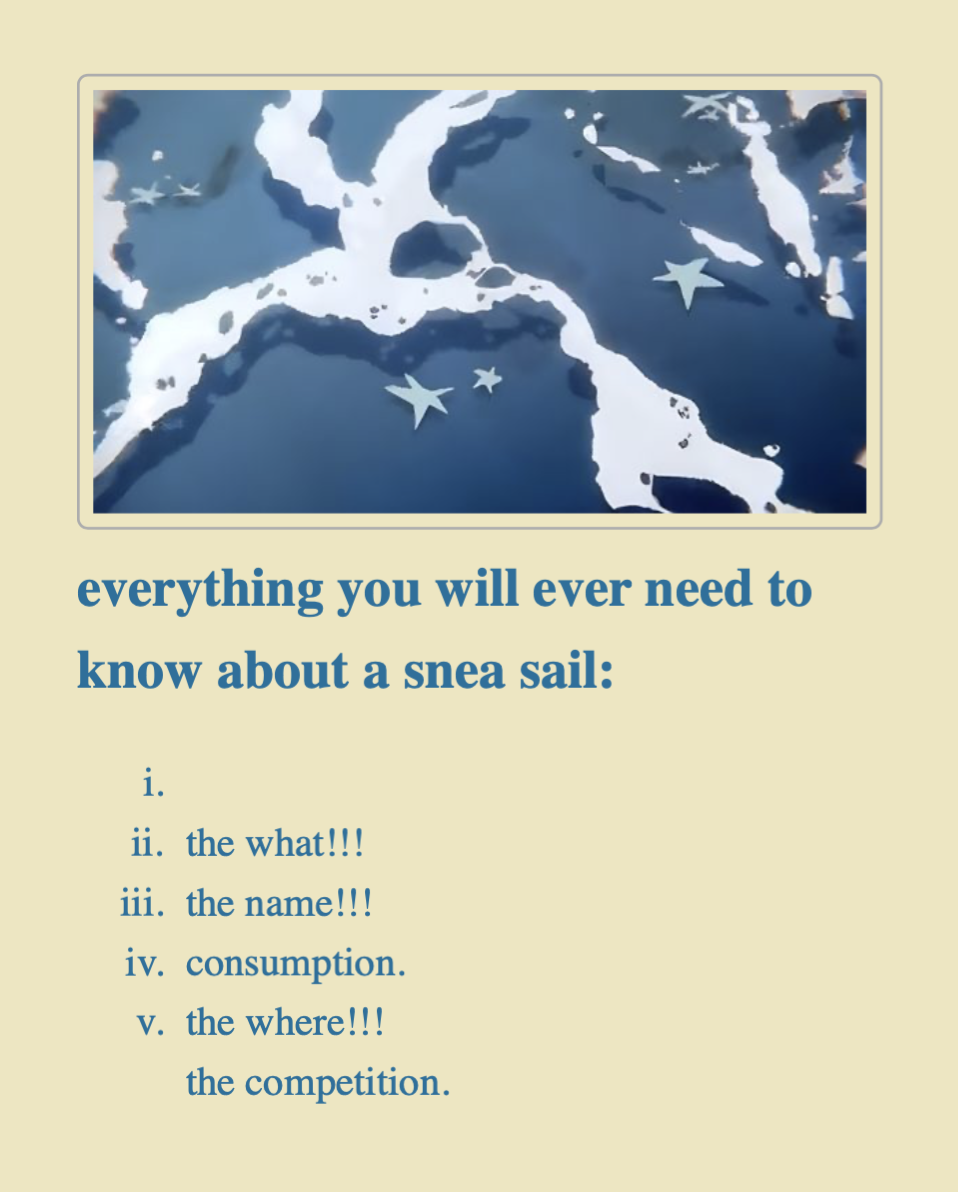 everything you will ever need to
know about a snea sail:
i.
ii. the what!!!
iii. the name!!!
iv. consumption.
v. the where!!!
the competition.